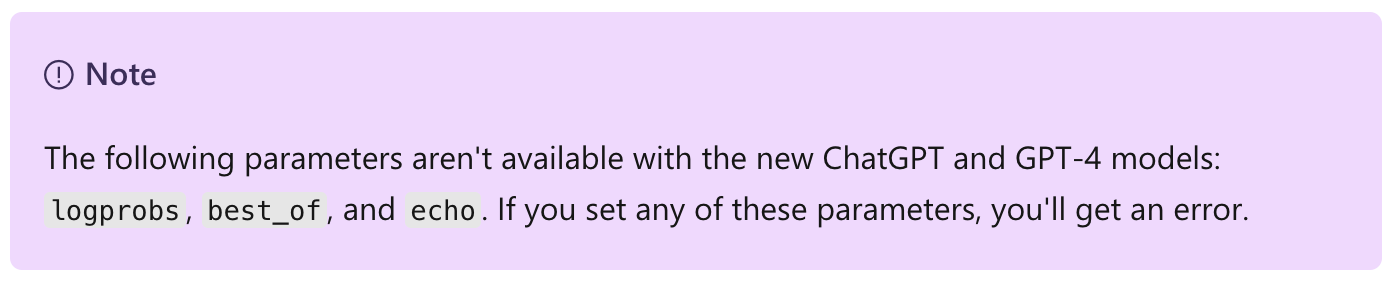 Note
The following parameters aren't available with the new ChatGPT and GPT-4 models:
logprobs, best_of, and echo. If you set any of these parameters, you'll get an error.